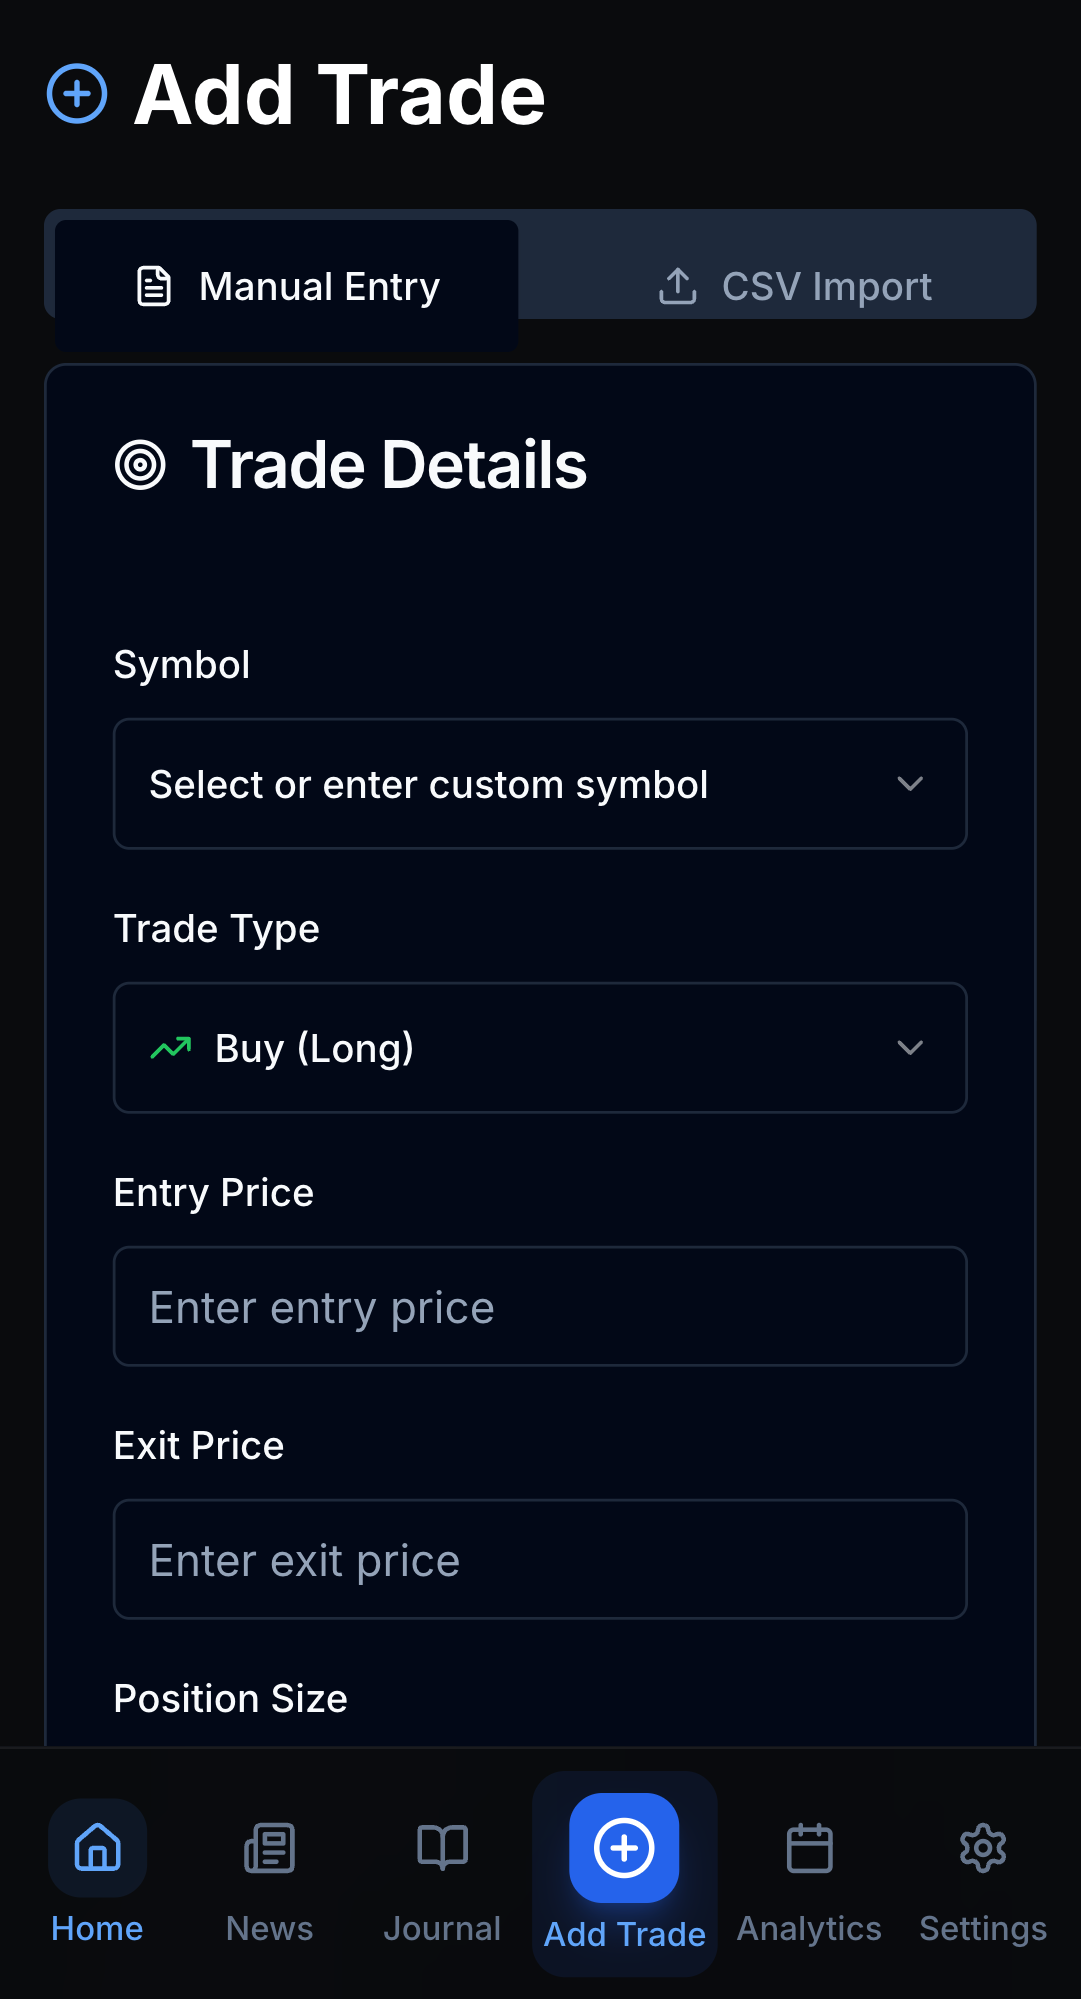 Add Trade
Manual Entry
CSV Import
Trade Details
Symbol
Select or enter custom symbol
Trade Type
Buy (Long)
Entry Price
Enter entry price
Exit Price
Enter exit price
Position Size
Home
News
Journal
Add Trade
Analytics
Settings